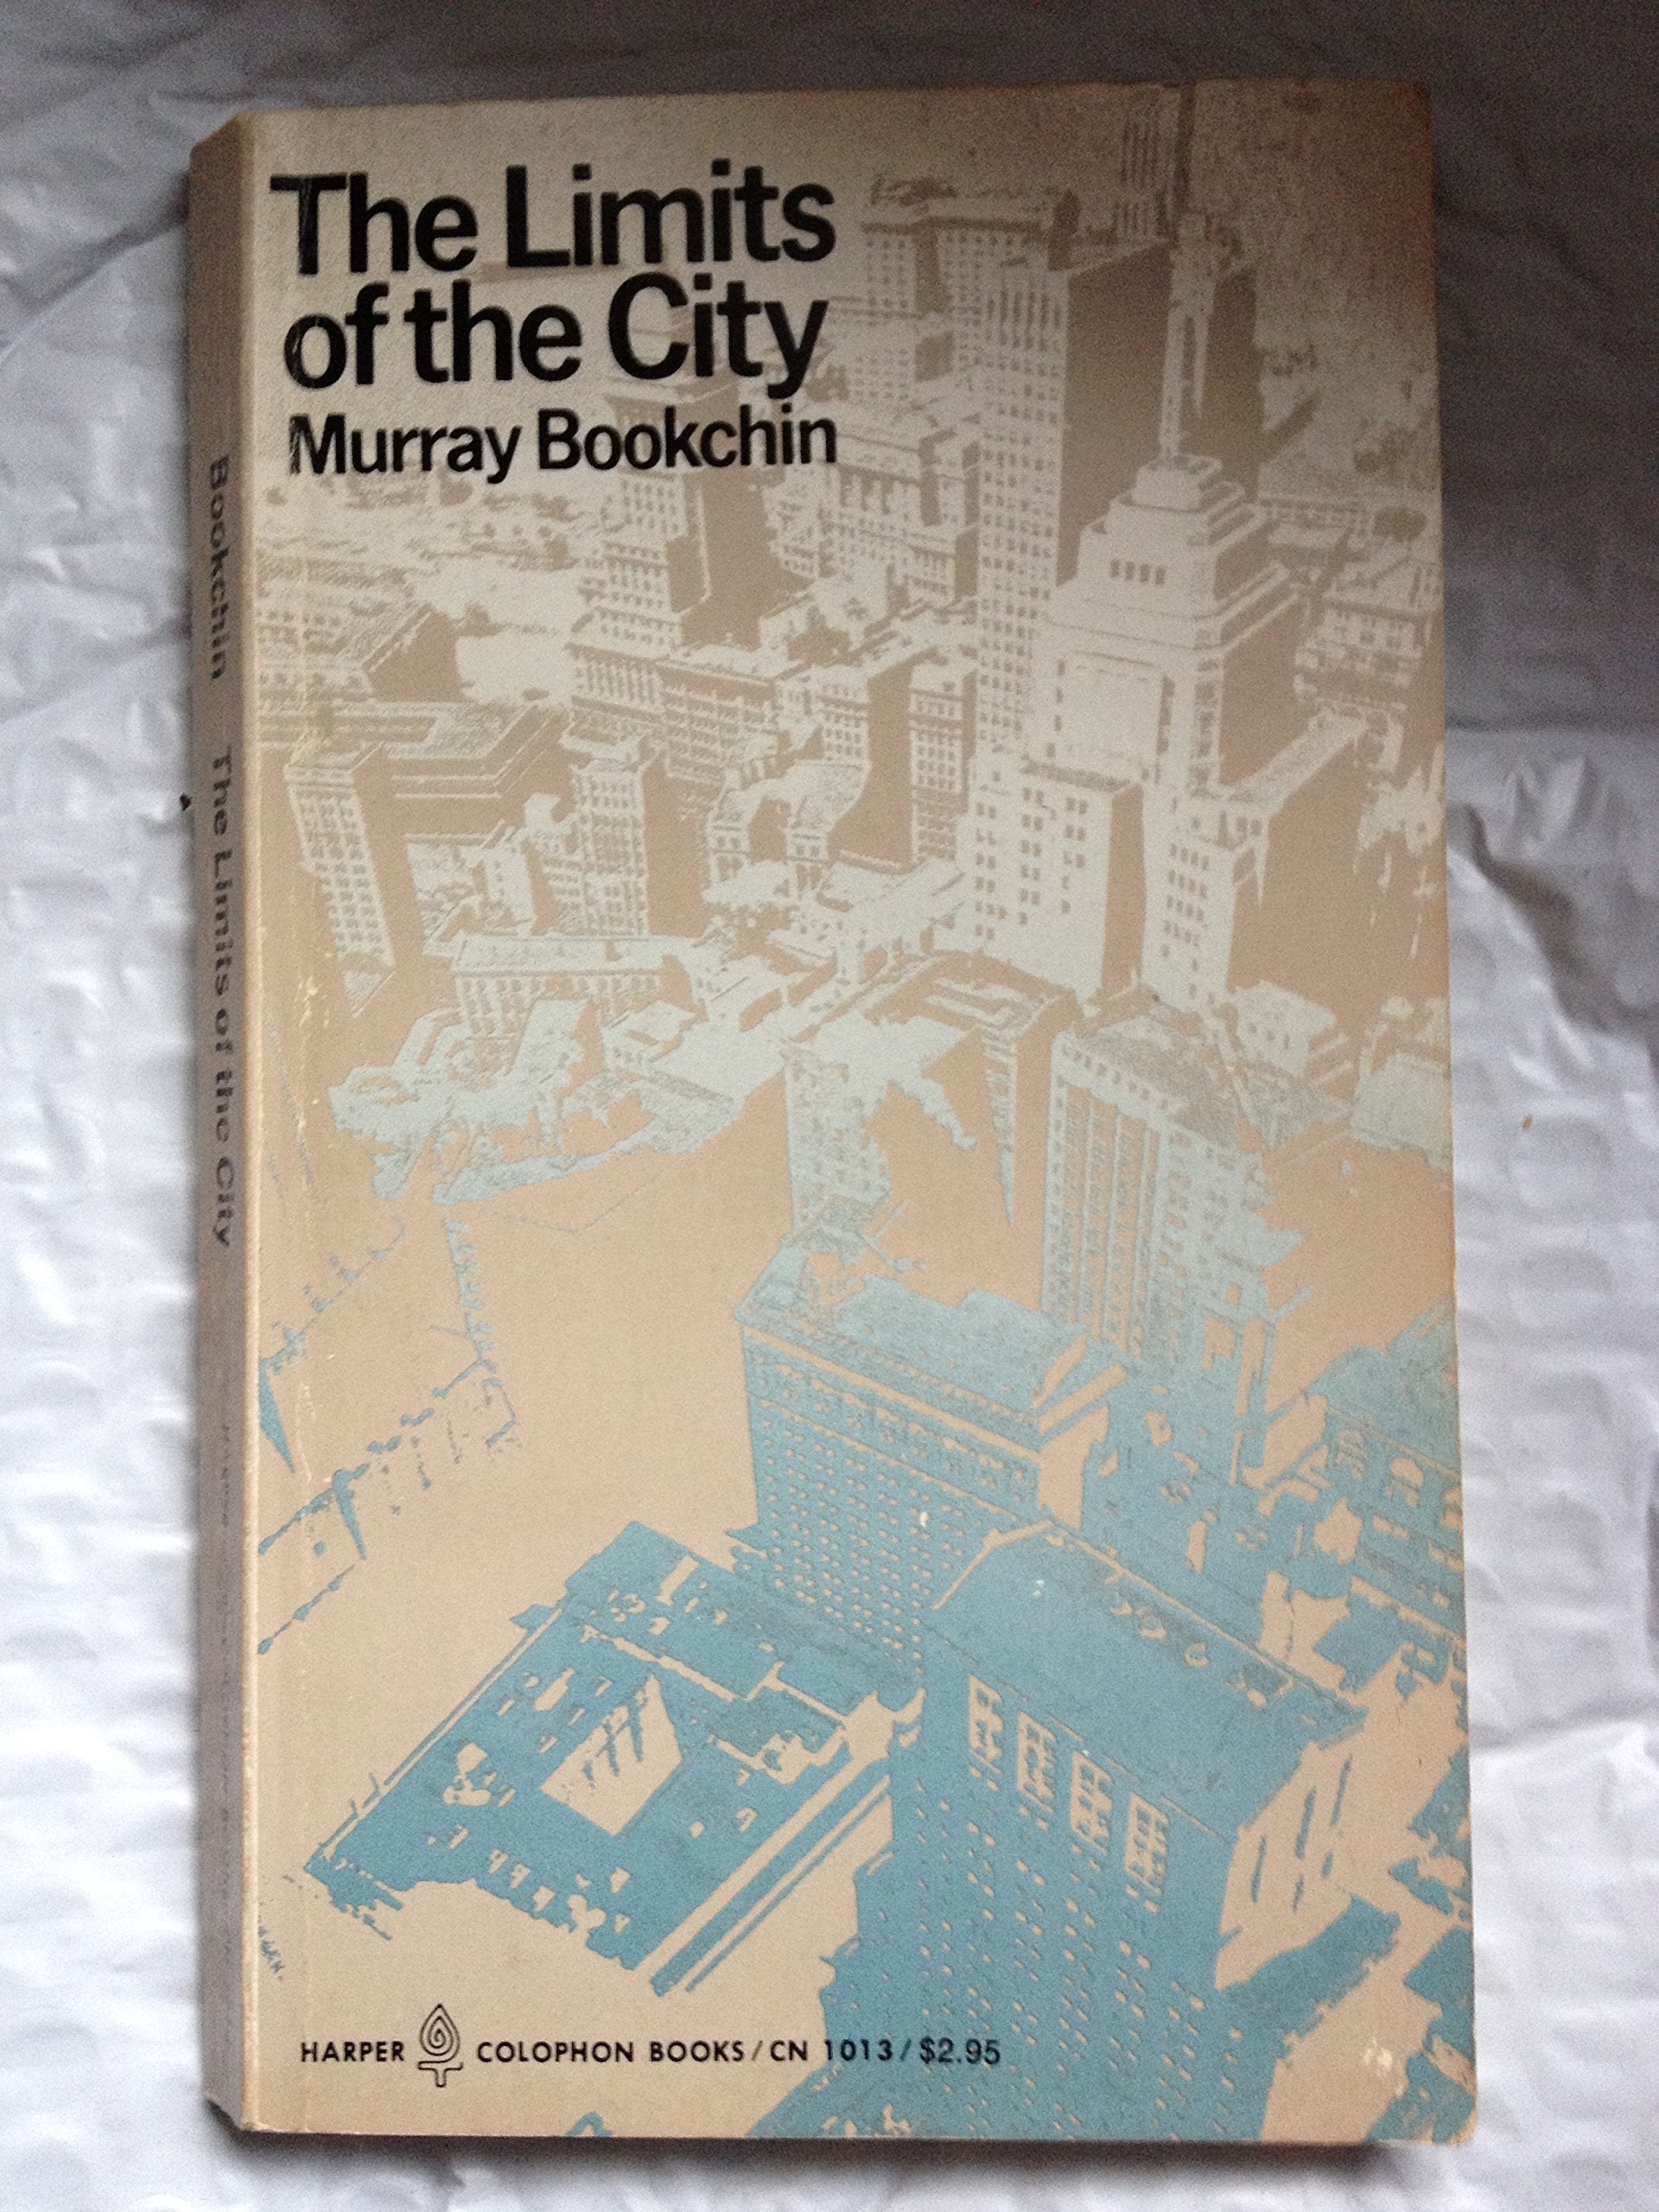 The Limits
of the City
Murray Bookchin
Bookchin The Limits of the City
HARPER COLOPHON BOOKS / CN 1013 / $2.95